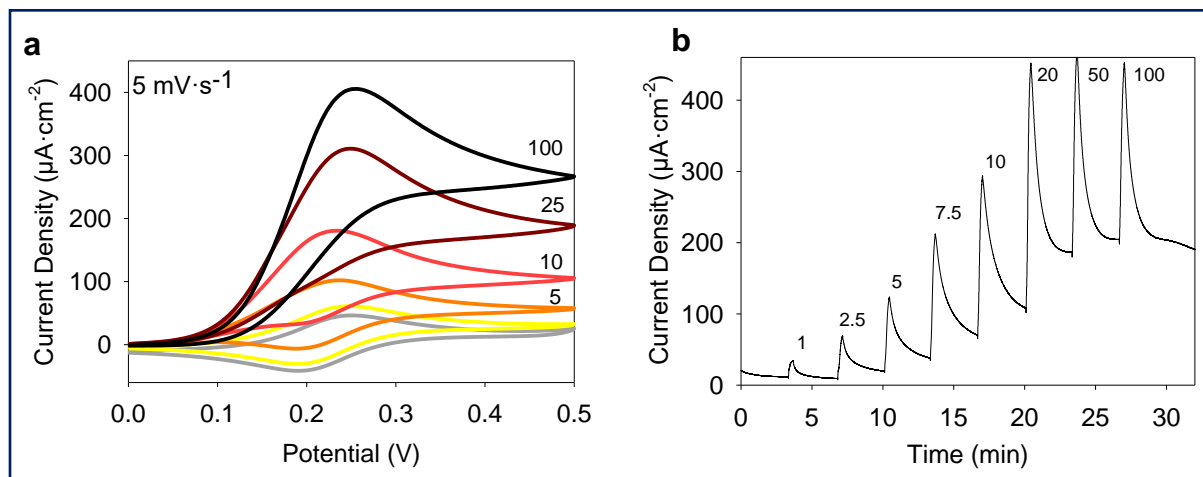 a
5 mV·s-1
Current Density (µA·cm-2)
400
300
200
100
0
100
25
10
5
0.0 0.1 0.2 0.3 0.4 0.5
Potential (V)
b
Current Density (µA·cm-2)
400
300
200
100
0
1
2.5
5
7.5
10
20 50 100
0 5 10 15 20 25 30
Time (min)